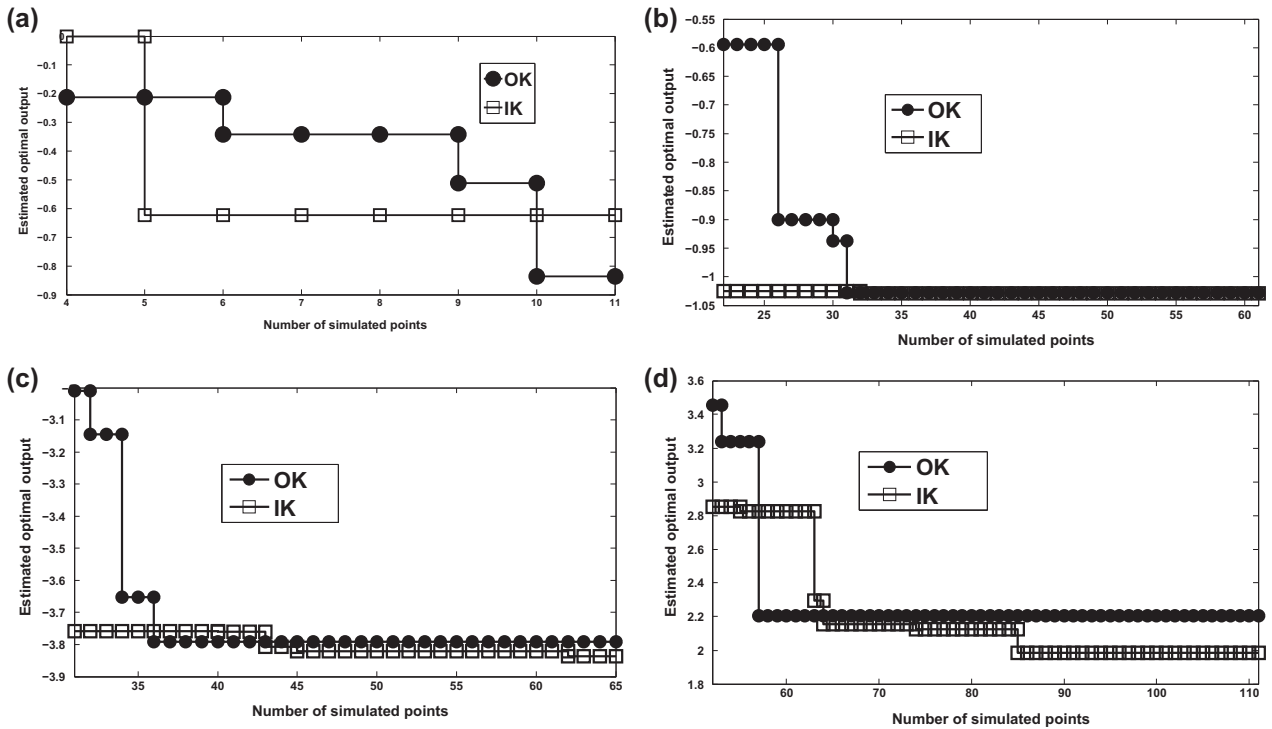 (a)
Estimated optimal output
0
−0.1
−0.2
−0.3
−0.4
−0.5
−0.6
−0.7
−0.8
−0.9
OK
IK
4 5 6 7 8 9 10 11
Number of simulated points
(b)
Estimated optimal output
−0.55
−0.6
−0.65
−0.7
−0.75
−0.8
−0.85
−0.9
−0.95
−1
−1.05
OK
IK
25 30 35 40 45 50 55 60
Number of simulated points
(c)
Estimated optimal output
−3.1
−3.2
−3.3
−3.4
−3.5
−3.6
−3.7
−3.8
−3.9
OK
IK
35 40 45 50 55 60 65
Number of simulated points
(d)
Estimated optimal output
3.6
3.4
3.2
3
2.8
2.6
2.4
2.2
2
1.8
OK
IK
60 70 80 90 100 110
Number of simulated points